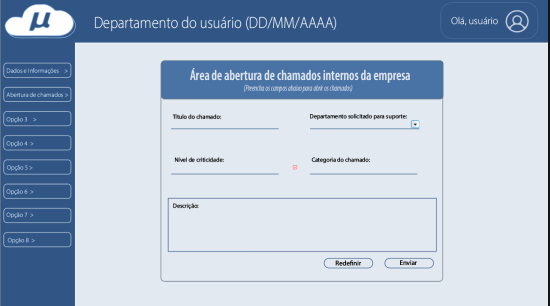 µ
Departamento do usuário (DD/MM/AAAA)
Olá, usuário
Dados e Informações >
Abertura de chamados >
Opção 3 >
Opção 4 >
Opção 5 >
Opção 6 >
Opção 7 >
Opção 8 >
Área de abertura de chamados internos da empresa
(Preencha os campos abaixo para abrir os chamados)
Título do chamado:
Departamento solicitado para suporte:
Nível de criticidade:
Categoria do chamado:
Descrição:
Redefinir
Enviar